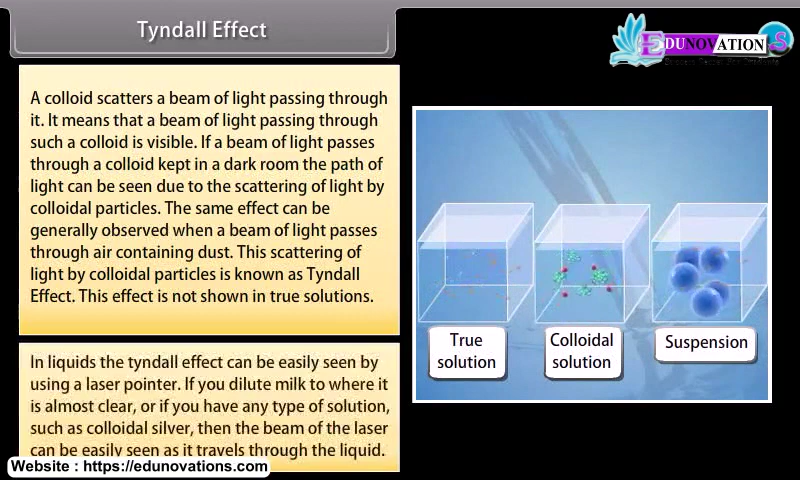 Tyndall Effect
EDUNOVATIONS
A colloid scatters a beam of light passing through
it. It means that a beam of light passing through
such a colloid is visible. If a beam of light passes
through a colloid kept in a dark room the path of
light can be seen due to the scattering of light by
colloidal particles. The same effect can be
generally observed when a beam of light passes
through air containing dust. This scattering of
light by colloidal particles is known as Tyndall
Effect. This effect is not shown in true solutions.
In liquids the tyndall effect can be easily seen by
using a laser pointer. If you dilute milk to where it
is almost clear, or if you have any type of solution,
such as colloidal silver, then the beam of the laser
can be easily seen as it travels through the liquid.
True
solution
Colloidal
solution
Suspension
Website : https://edunovations.com